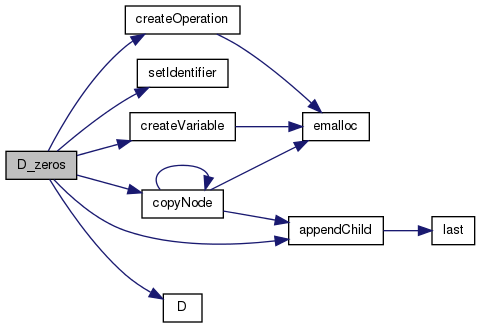 createOperation
setIdentifier
createVariable
emalloc
D_zeros
copyNode
appendChild
last
D